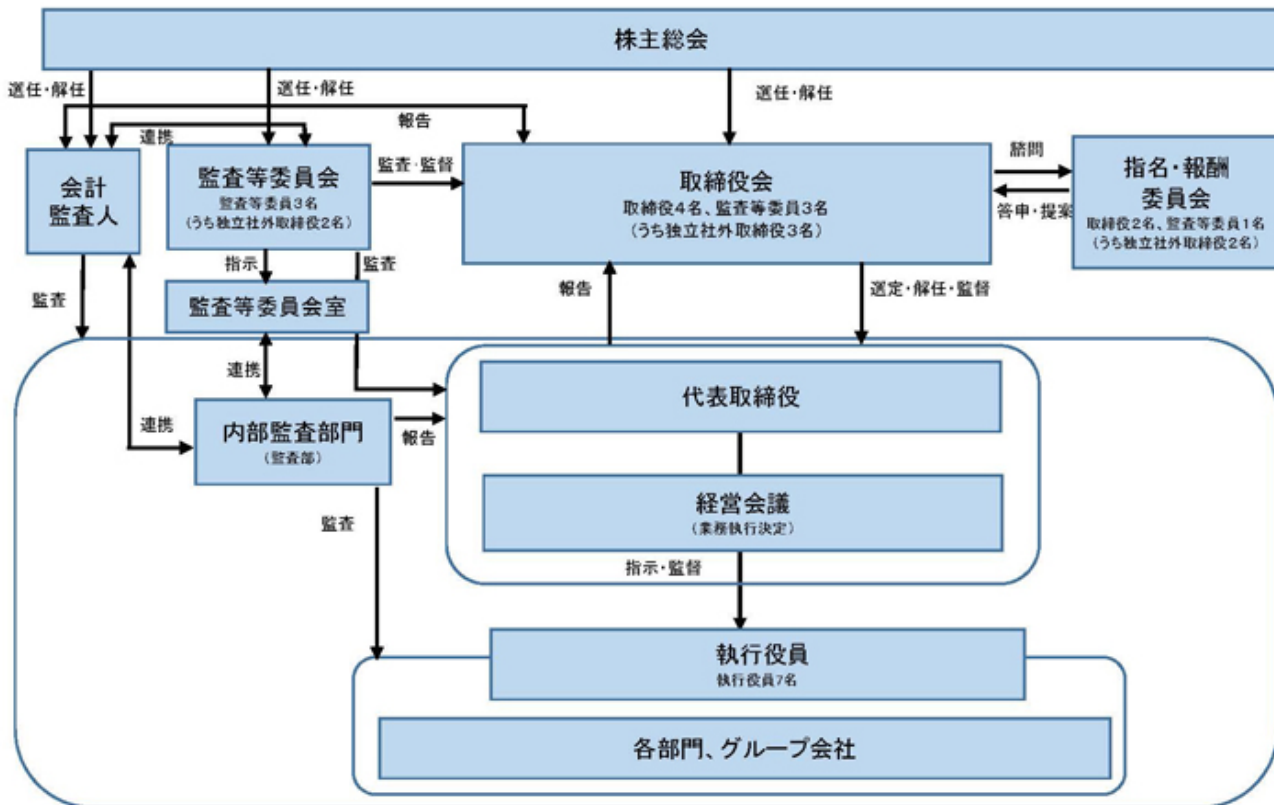 株主総会
選任・解任
選任・解任
選任・解任
報告
連携
会計
監査人
監査等委員会
監査等委員3名
(うち独立社外取締役2名)
監査・監督
取締役会
取締役4名、監査等委員3名
(うち独立社外取締役3名)
諮問
答申・提案
指名・報酬
委員会
取締役2名、監査等委員1名
(うち独立社外取締役2名)
指示
監査
監査
監査等委員会室
報告
選定・解任・監督
連携
代表取締役
連携
内部監査部門
(監査部)
報告
経営会議
(業務執行決定)
監査
指示・監督
執行役員
執行役員7名
各部門、グループ会社